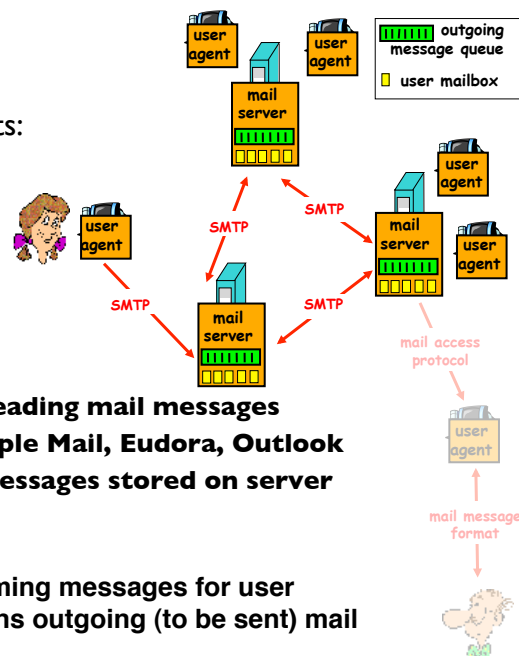 user
agent
user
agent
outgoing
message queue
user mailbox
mail
server
ts:
user
agent
user
agent
SMTP
SMTP
mail
server
user
agent
SMTP
SMTP
mail
server
mail access
protocol
eading mail messages
ple Mail, Eudora, Outlook
essages stored on server
user
agent
mail message
format
ming messages for user
ns outgoing (to be sent) mail